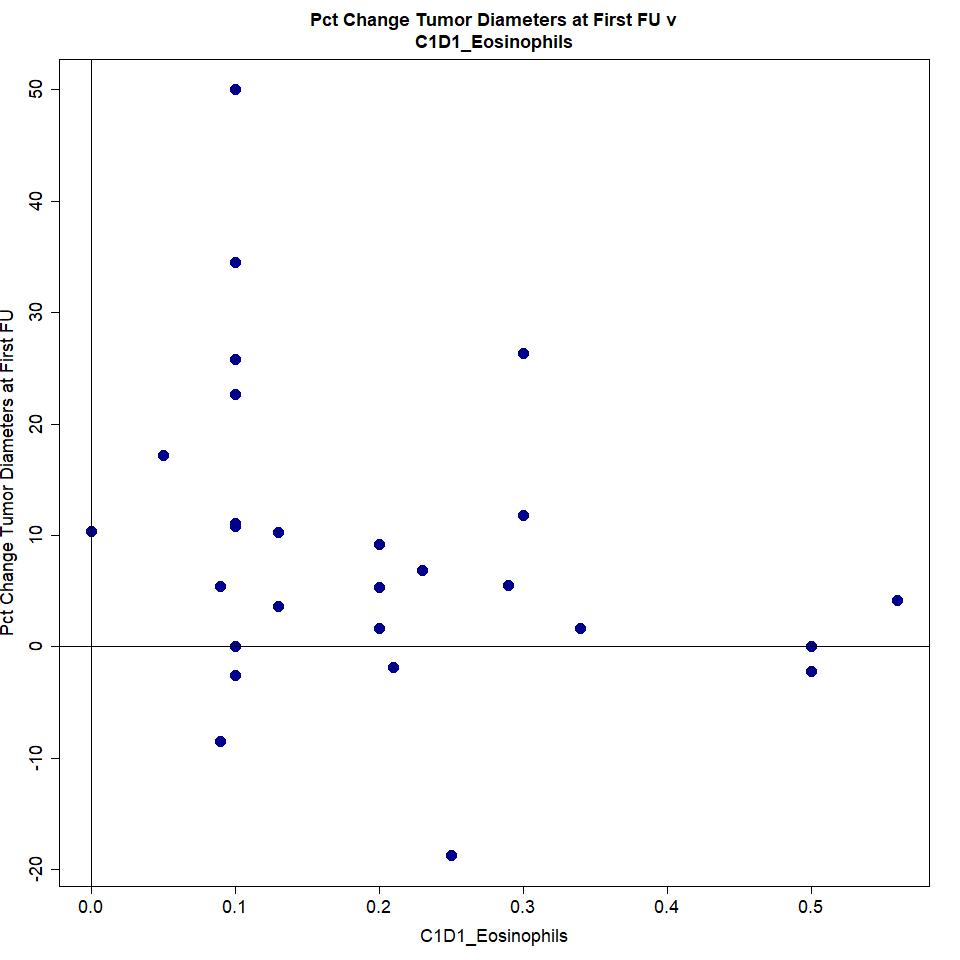 Pct Change Tumor Diameters at First FU v
C1D1_Eosinophils
Pct Change Tumor Diameters at First FU
50
40
30
20
10
0
-10
-20
0.0 0.1 0.2 0.3 0.4 0.5
C1D1_Eosinophils